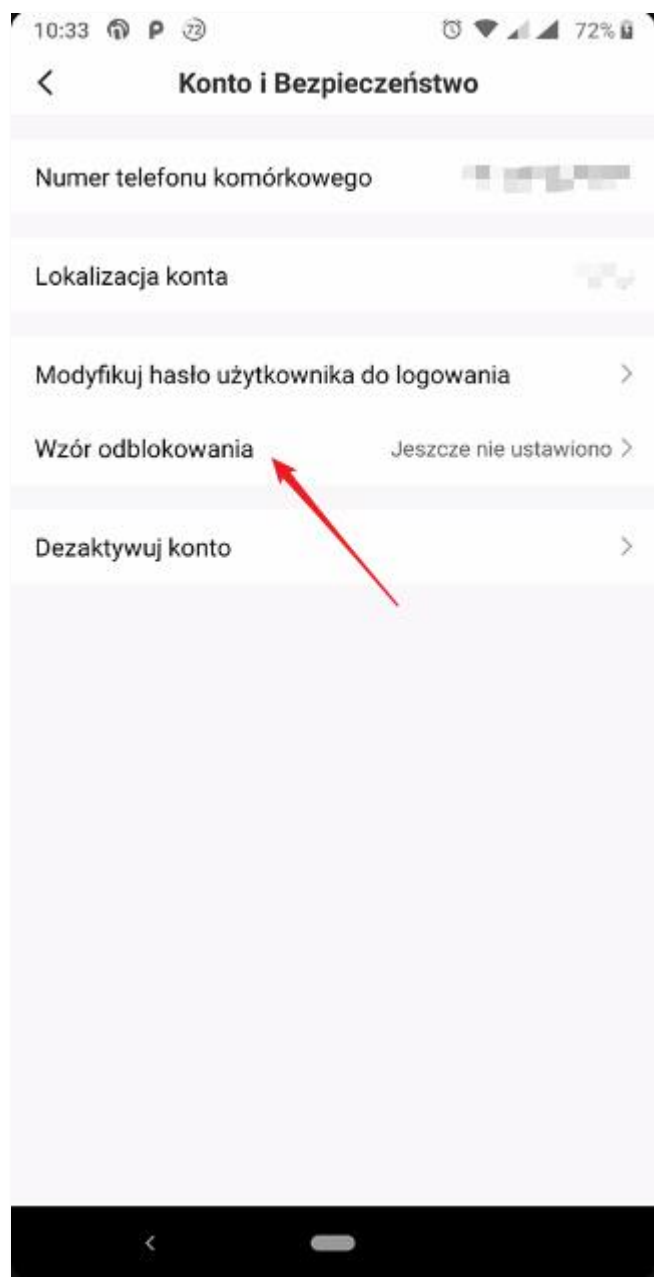 10:33 P 72 72%
Konto i Bezpieczeństwo
Numer telefonu komórkowego
Lokalizacja konta
Modyfikuj hasło użytkownika do logowania
Wzór odblokowania Jeszcze nie ustawiono
Dezaktywuj konto